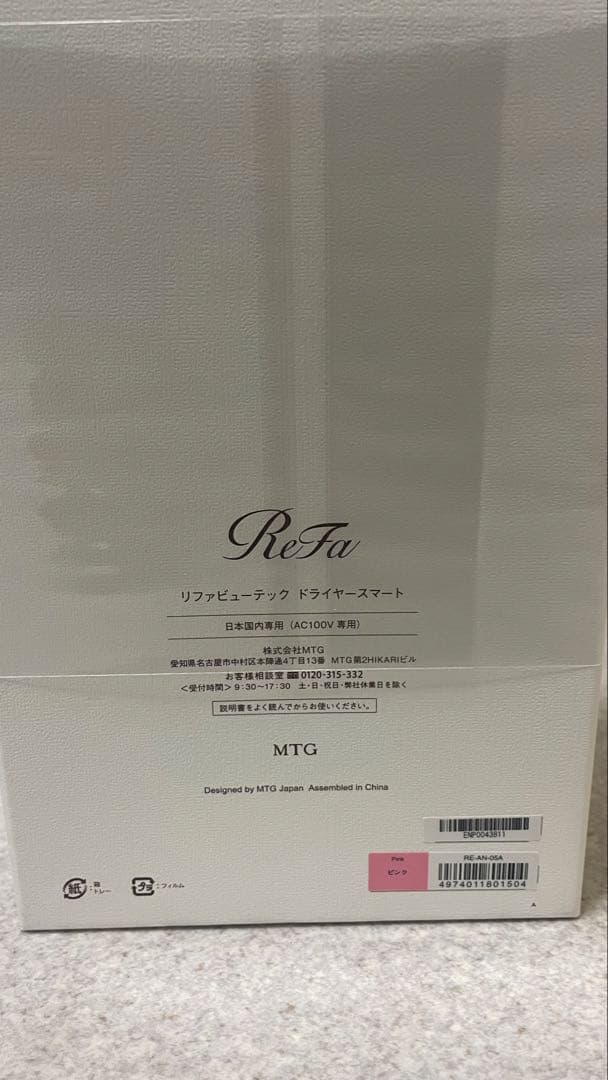 ReFa
リファビューテック ドライヤースマート
日本国内専用（AC100V 専用）
株式会社MTG
愛知県名古屋市中村区本陣通4丁目13番 MTG第2HIKARIビル
お客様相談室 0120-315-332
＜受付時間＞ 9：30〜17：30 土・日・祝日・弊社休業日を除く
説明書をよく読んでからお使いください。
MTG
Designed by MTG Japan Assembled in China
ENP0043811
Pink
ピンク
RE-AN-05A
4974011801504
紙：箱
トレー
プラ：フィルム
A